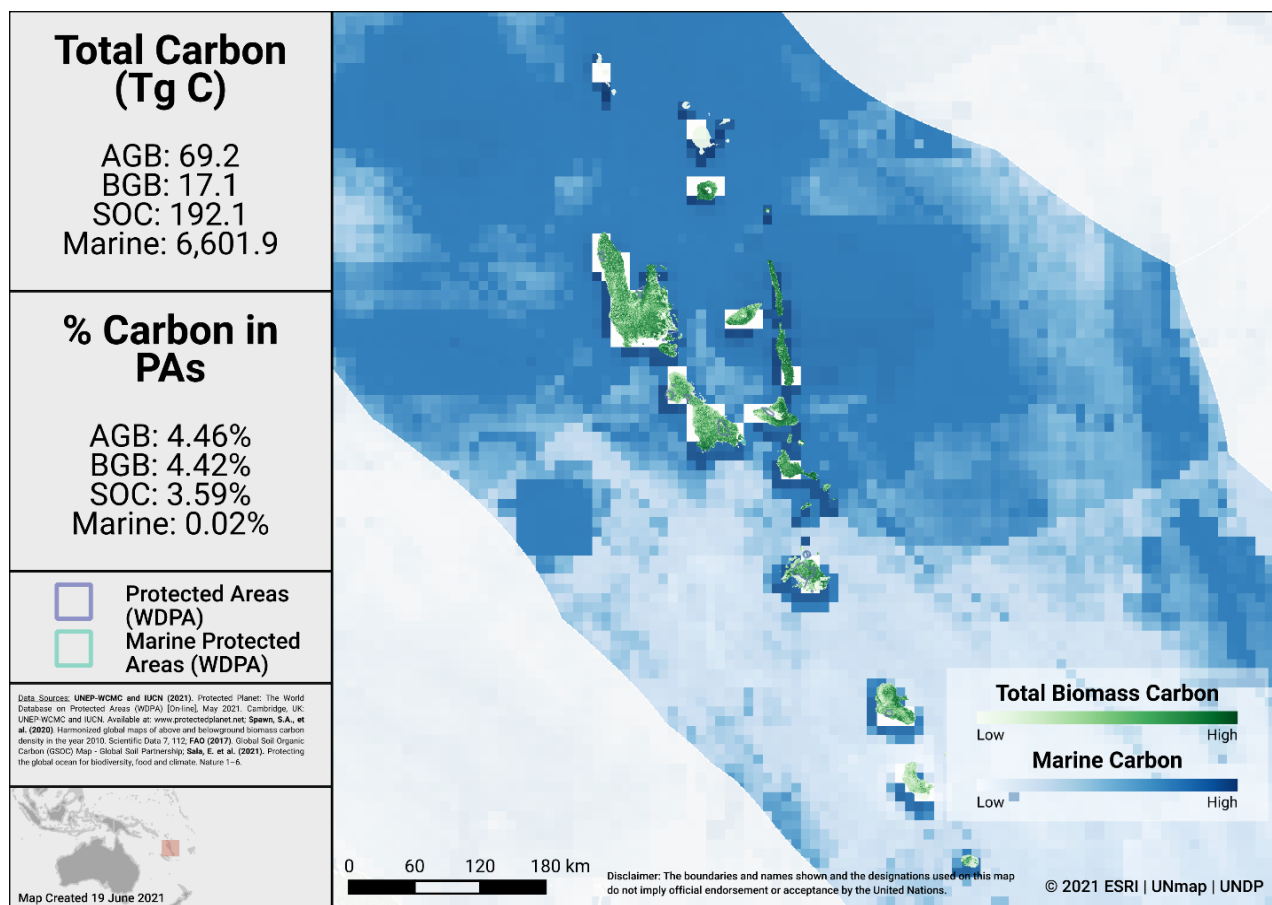 Total Carbon
(Tg C)
AGB: 69.2
BGB: 17.1
SOC: 192.1
Marine: 6,601.9
% Carbon in
PAs
AGB: 4.46%
BGB: 4.42%
SOC: 3.59%
Marine: 0.02%
Protected Areas
(WDPA)
Marine Protected
Areas (WDPA)
Data Sources: UNEP-WCMC and IUCN (2021). Protected Planet: The World
Database on Protected Areas (WDPA) [On-line], May 2021. Cambridge, UK:
UNEP-WCMC and IUCN. Available at: www.protectedplanet.net; Spawn, S.A., et
al. (2020). Harmonized global maps of above and belowground biomass carbon
density in the year 2010. Scientific Data 7, 112; FAO (2017). Global Soil Organic
Carbon (GSOC) Map - Global Soil Partnership; Sala, E. et al. (2021). Protecting
the global ocean for biodiversity, food and climate. Nature 1–6.
Map Created 19 June 2021
0 60 120 180 km
Disclaimer: The boundaries and names shown and the designations used on this map
do not imply official endorsement or acceptance by the United Nations.
Total Biomass Carbon
Low High
Marine Carbon
Low High
© 2021 ESRI | UNmap | UNDP